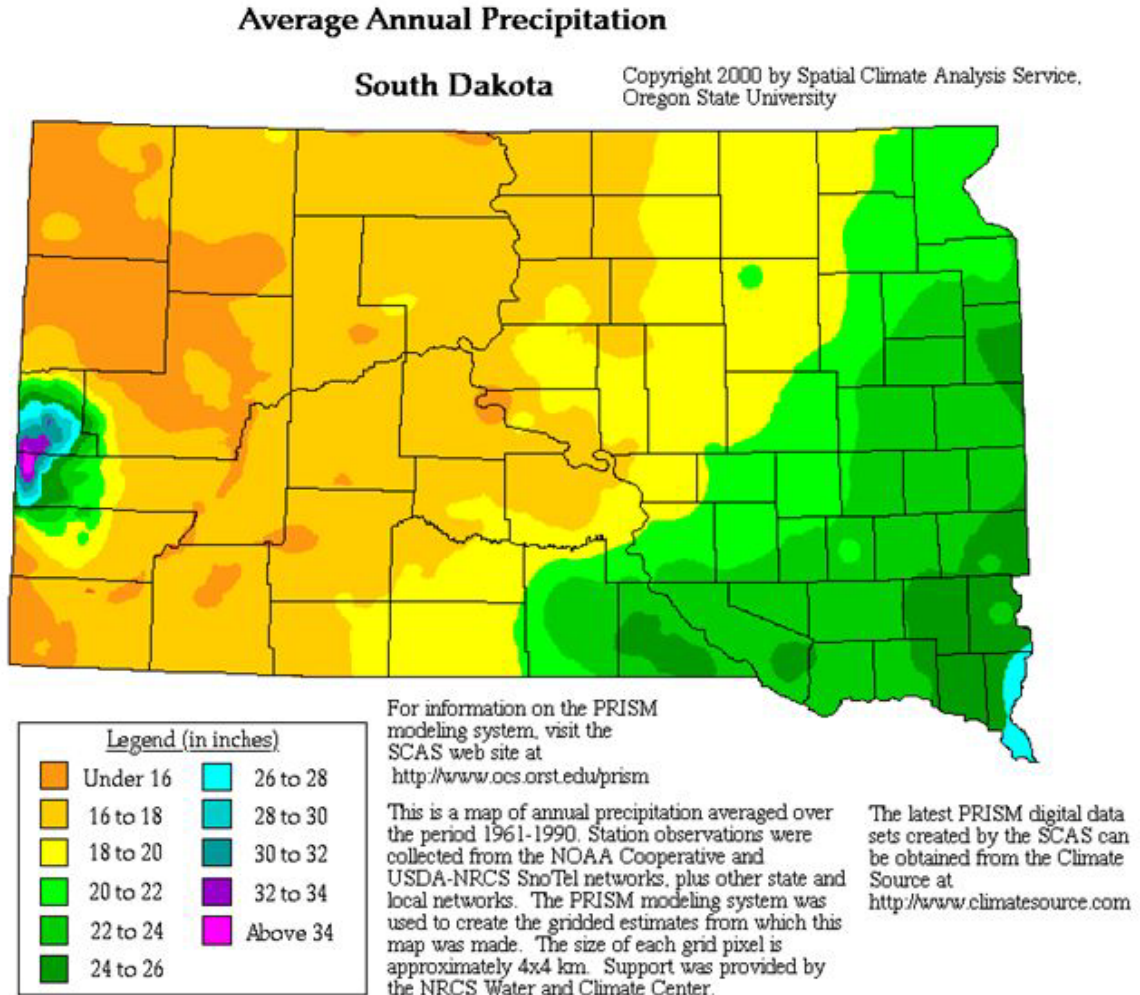 Average Annual Precipitation
South Dakota
Copyright 2000 by Spatial Climate Analysis Service,
Oregon State University
For information on the PRISM
modeling system, visit the
SCAS web site at
http://www.ocs.orst.edu/prism
Legend (in inches)
Under 16
16 to 18
18 to 20
20 to 22
22 to 24
24 to 26
26 to 28
28 to 30
30 to 32
32 to 34
Above 34
This is a map of annual precipitation averaged over
the period 1961-1990. Station observations were
collected from the NOAA Cooperative and
USDA-NRCS SnoTel networks, plus other state and
local networks. The PRISM modeling system was
used to create the gridded estimates from which this
map was made. The size of each grid pixel is
approximately 4x4 km. Support was provided by
the NRCS Water and Climate Center.
The latest PRISM digital data
sets created by the SCAS can
be obtained from the Climate
Source at
http://www.climatesource.com